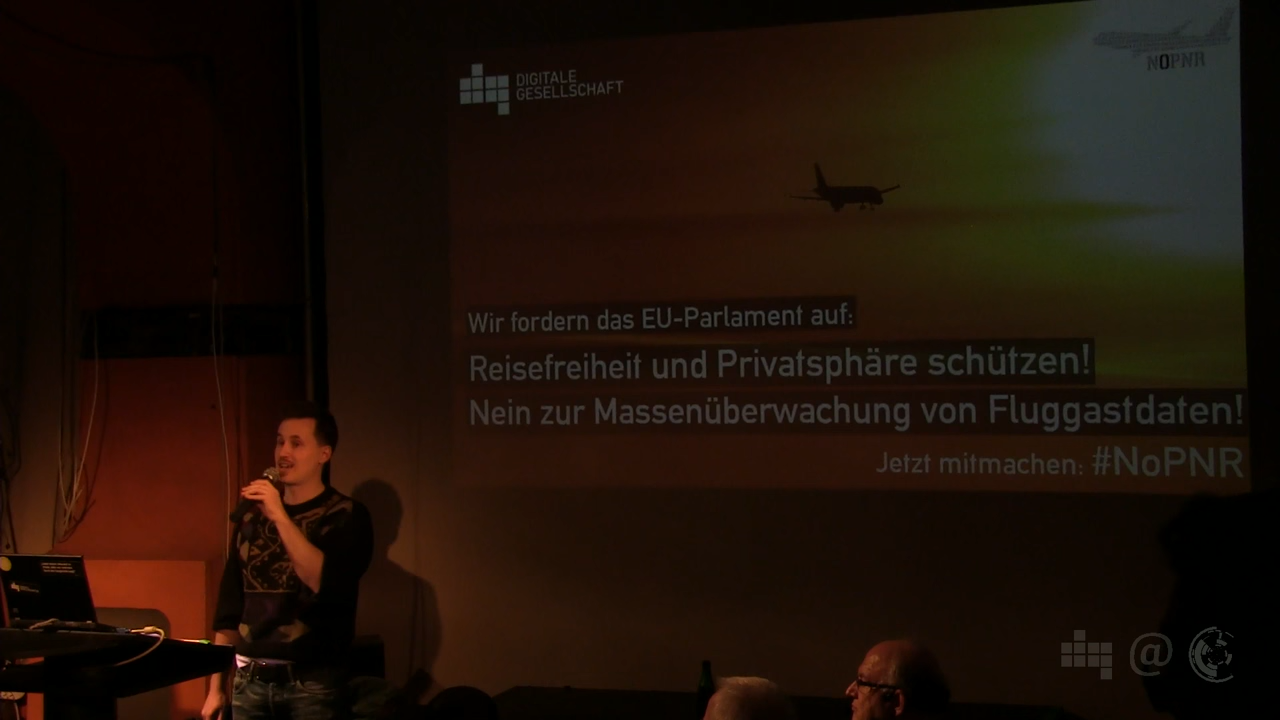 DIGITALE
GESELLSCHAFT
NOPNR
Wir fordern das EU-Parlament auf:
Reisefreiheit und Privatsphäre schützen!
Nein zur Massenüberwachung von Fluggastdaten!
Jetzt mitmachen: #NoPNR
@